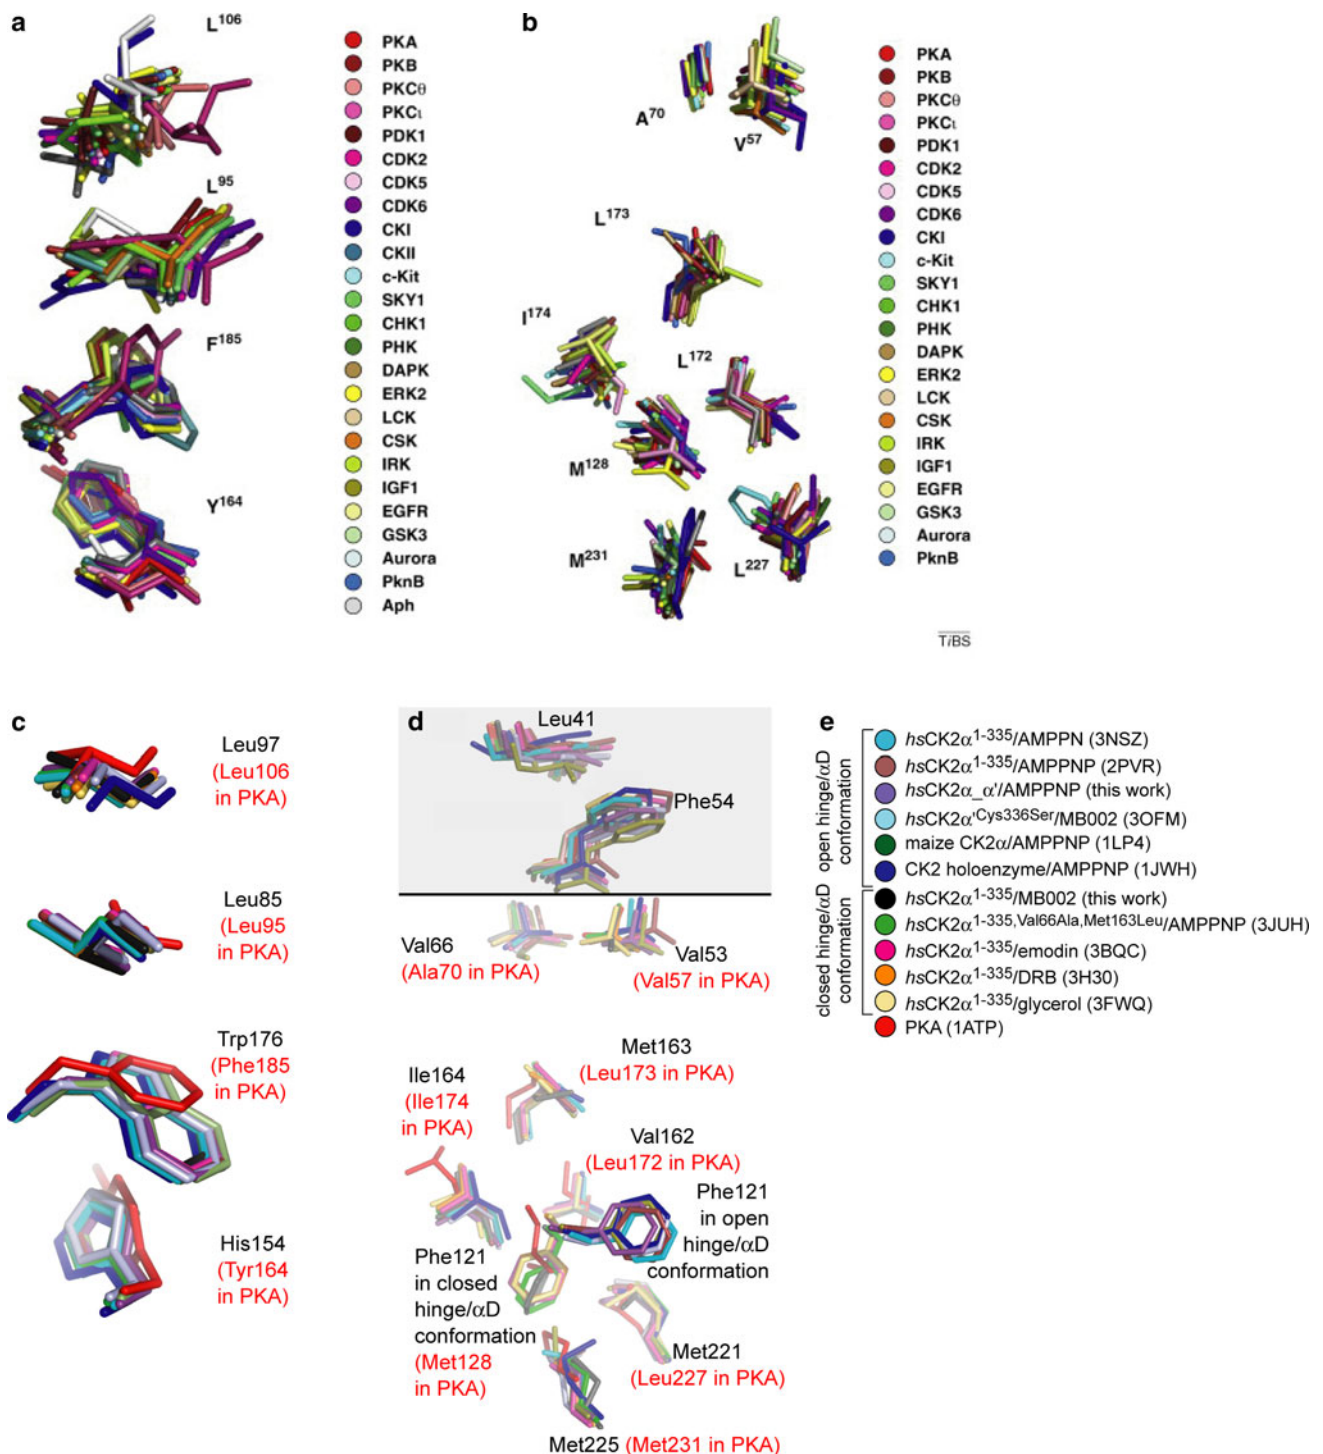 a
L106
L95
F185
Y164
PKA
PKB
PKCθ
PKCι
PDK1
CDK2
CDK5
CDK6
CKI
CKII
c-Kit
SKY1
CHK1
PHK
DAPK
ERK2
LCK
CSK
IRK
IGF1
EGFR
GSK3
Aurora
PknB
Aph
b
A70
V57
L173
I174
L172
M128
M231
L227
PKA
PKB
PKCθ
PKCι
PDK1
CDK2
CDK5
CDK6
CKI
c-Kit
SKY1
CHK1
PHK
DAPK
ERK2
LCK
CSK
IRK
IGF1
EGFR
GSK3
Aurora
PknB
TiBS
c
Leu97
(Leu106
in PKA)
Leu85
(Leu95
in PKA)
Trp176
(Phe185
in PKA)
His154
(Tyr164
in PKA)
d
Leu41
Phe54
Val66
(Ala70 in PKA)
Val53
(Val57 in PKA)
Met163
(Leu173 in PKA)
Ile164
(Ile174
in PKA)
Val162
(Leu172 in PKA)
Phe121
in open
hinge/αD
conformation
Phe121
in closed
hinge/αD
conformation
(Met128
in PKA)
Met221
(Leu227 in PKA)
Met225 (Met231 in PKA)
e
open hinge/αD
conformation
hsCK2α1-335/AMPPN (3NSZ)
hsCK2α1-335/AMPPNP (2PVR)
hsCK2α_α'/AMPPNP (this work)
hsCK2α'Cys336Ser/MB002 (3OFM)
maize CK2α/AMPPNP (1LP4)
CK2 holoenzyme/AMPPNP (1JWH)
closed hinge/αD
conformation
hsCK2α1-335/MB002 (this work)
hsCK2α1-335,Val66Ala,Met163Leu/AMPPNP (3JUH)
hsCK2α1-335/emodin (3BQC)
hsCK2α1-335/DRB (3H30)
hsCK2α1-335/glycerol (3FWQ)
PKA (1ATP)